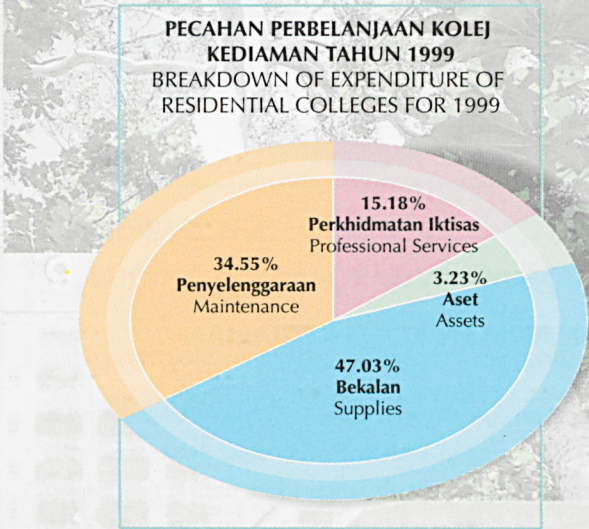 PECAHAN PERBELANJAAN KOLEJ
KEDIAMAN TAHUN 1999
BREAKDOWN OF EXPENDITURE OF
RESIDENTIAL COLLEGES FOR 1999
15.18%
Perkhidmatan Iktisas
Professional Services
34.55%
Penyelenggaraan
Maintenance
3.23%
Aset
Assets
47.03%
Bekalan
Supplies